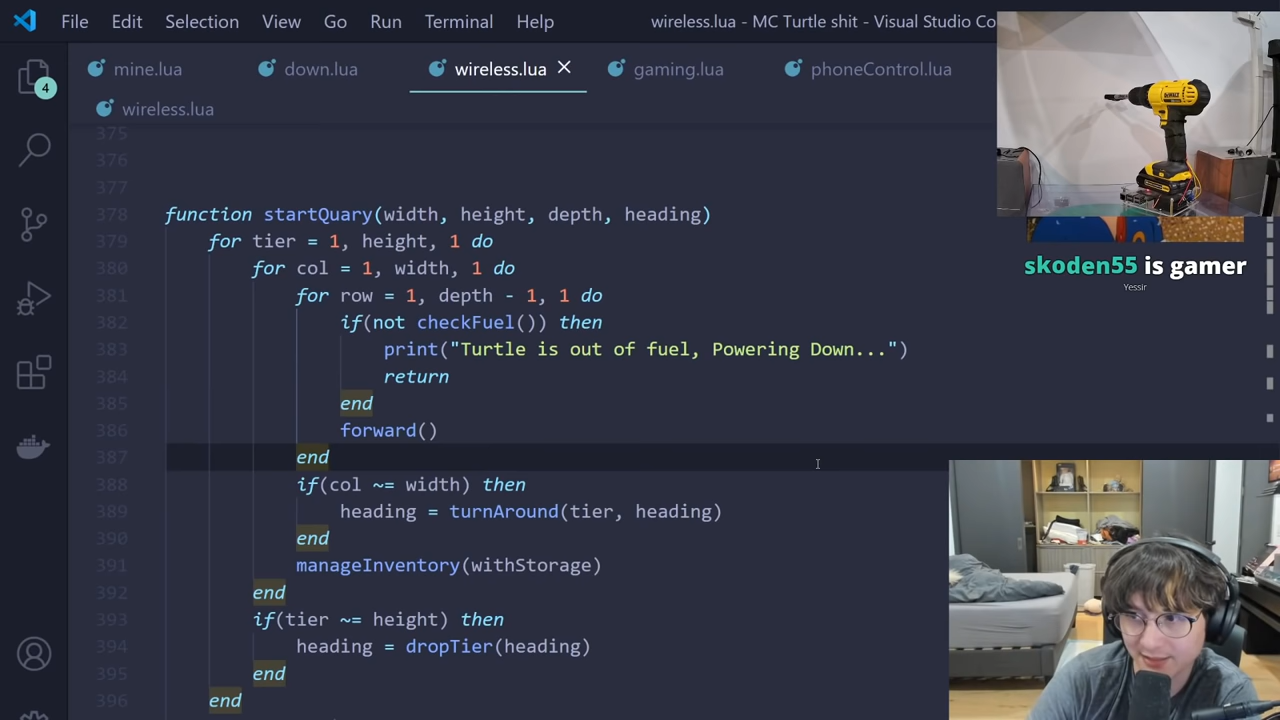 File Edit Selection View Go Run Terminal Help wireless.lua - MC Turtle shit - Visual Studio Co
4
mine.lua down.lua wireless.lua gaming.lua phoneControl.lua
wireless.lua
DEWALT
375
376
377
378 function startQuary(width, height, depth, heading)
379 for tier = 1, height, 1 do
380 for col = 1, width, 1 do
381 for row = 1, depth - 1, 1 do
382 if(not checkFuel()) then
383 print("Turtle is out of fuel, Powering Down...")
384 return
385 end
386 forward()
387 end
388 if(col ~= width) then
389 heading = turnAround(tier, heading)
390 end
391 manageInventory(withStorage)
392 end
393 if(tier ~= height) then
394 heading = dropTier(heading)
395 end
396 end
skoden55 is gamer
Yessir